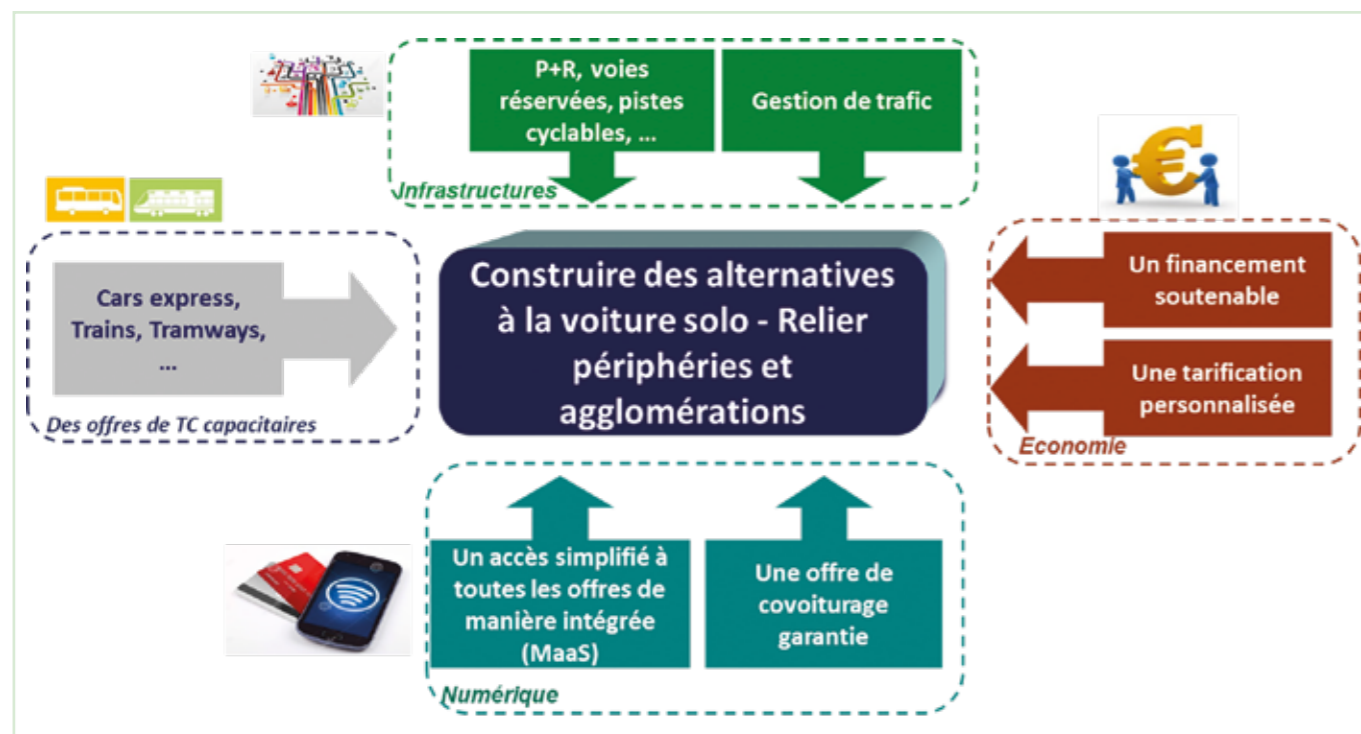 P+R, voies
réservées, pistes
cyclables, ...
Gestion de trafic
Infrastructures
Cars express,
Trains, Tramways,
...
Des offres de TC capacitaires
Construire des alternatives
à la voiture solo - Relier
périphéries et
agglomérations
Un financement
soutenable
Une tarification
personnalisée
Economie
Un accès simplifié à
toutes les offres de
manière intégrée
(MaaS)
Une offre de
covoiturage
garantie
Numérique